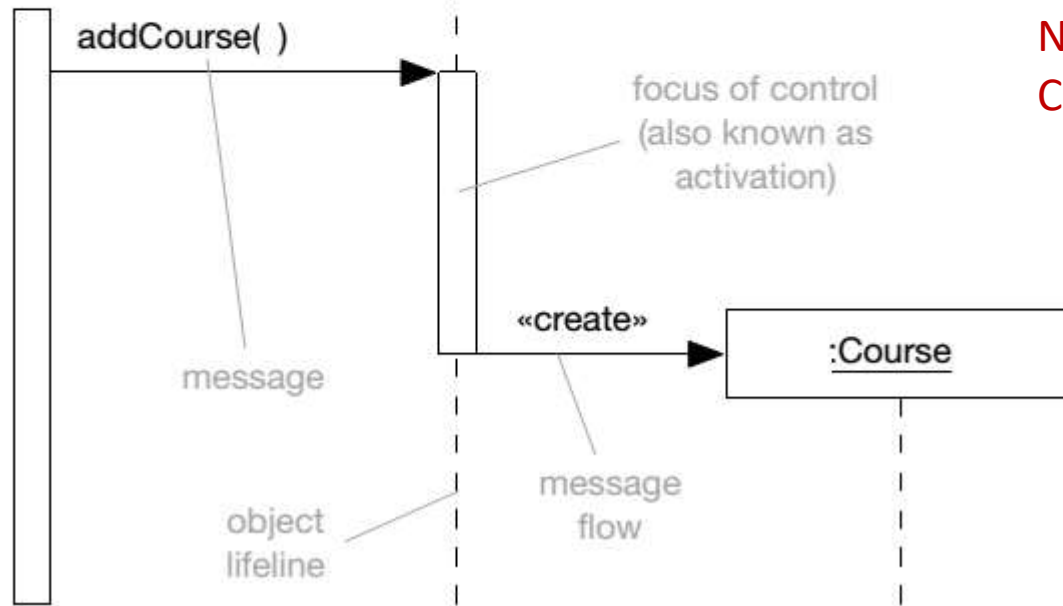 addCourse( )
N
C
focus of control
(also known as
activation)
«create»
:Course
message
message
flow
object
lifeline